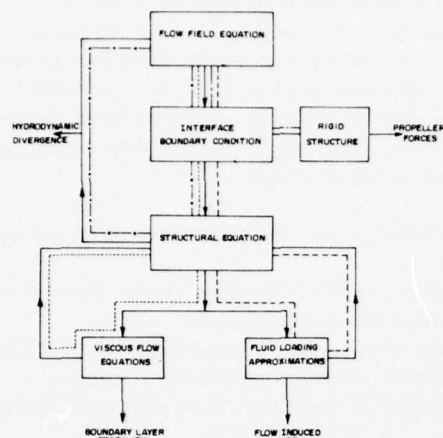 FLOW FIELD EQUATION
HYDRODYNAMIC
DIVERGENCE
INTERFACE
BOUNDARY CONDITION
RIGID
STRUCTURE
PROPELLER
FORCES
STRUCTURAL EQUATION
VISCOUS FLOW
EQUATIONS
FLUID LOADING
APPROXIMATIONS
BOUNDARY LAYER
FLOW INDUCED